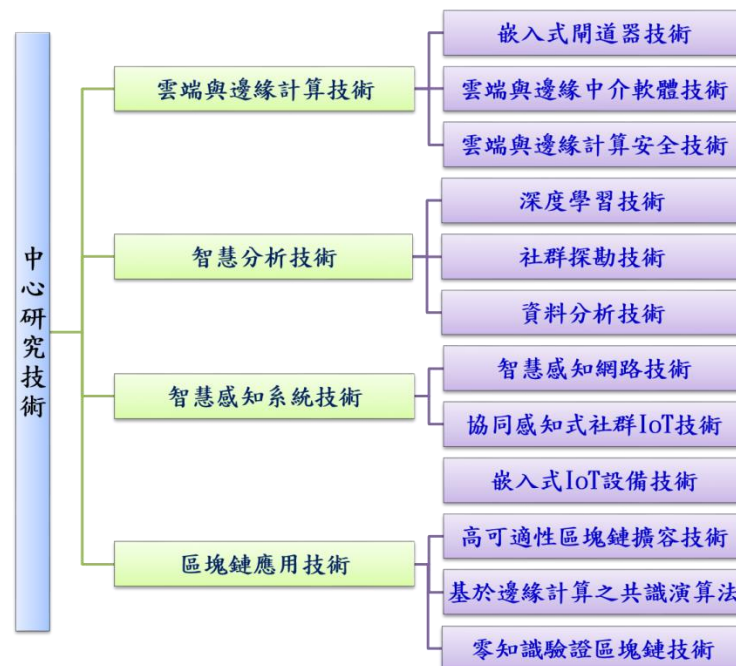 中心研究技術
雲端與邊緣計算技術
嵌入式閘道器技術
雲端與邊緣中介軟體技術
雲端與邊緣計算安全技術
智慧分析技術
深度學習技術
社群探勘技術
資料分析技術
智慧感知系統技術
智慧感知網路技術
協同感知式社群IoT技術
嵌入式IoT設備技術
區塊鏈應用技術
高可適性區塊鏈擴容技術
基於邊緣計算之共識演算法
零知識驗證區塊鏈技術